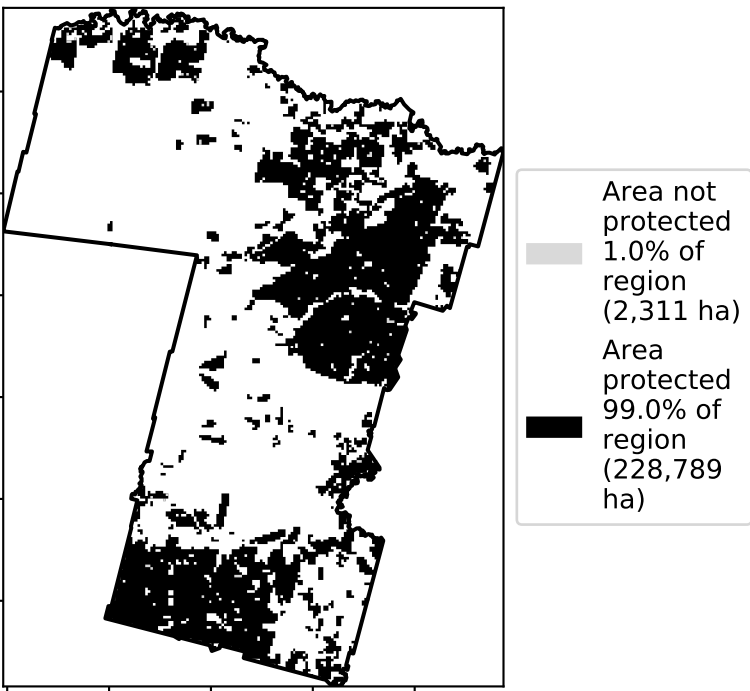 Area not
protected
1.0% of
region
(2,311 ha)
Area
protected
99.0% of
region
(228,789
ha)